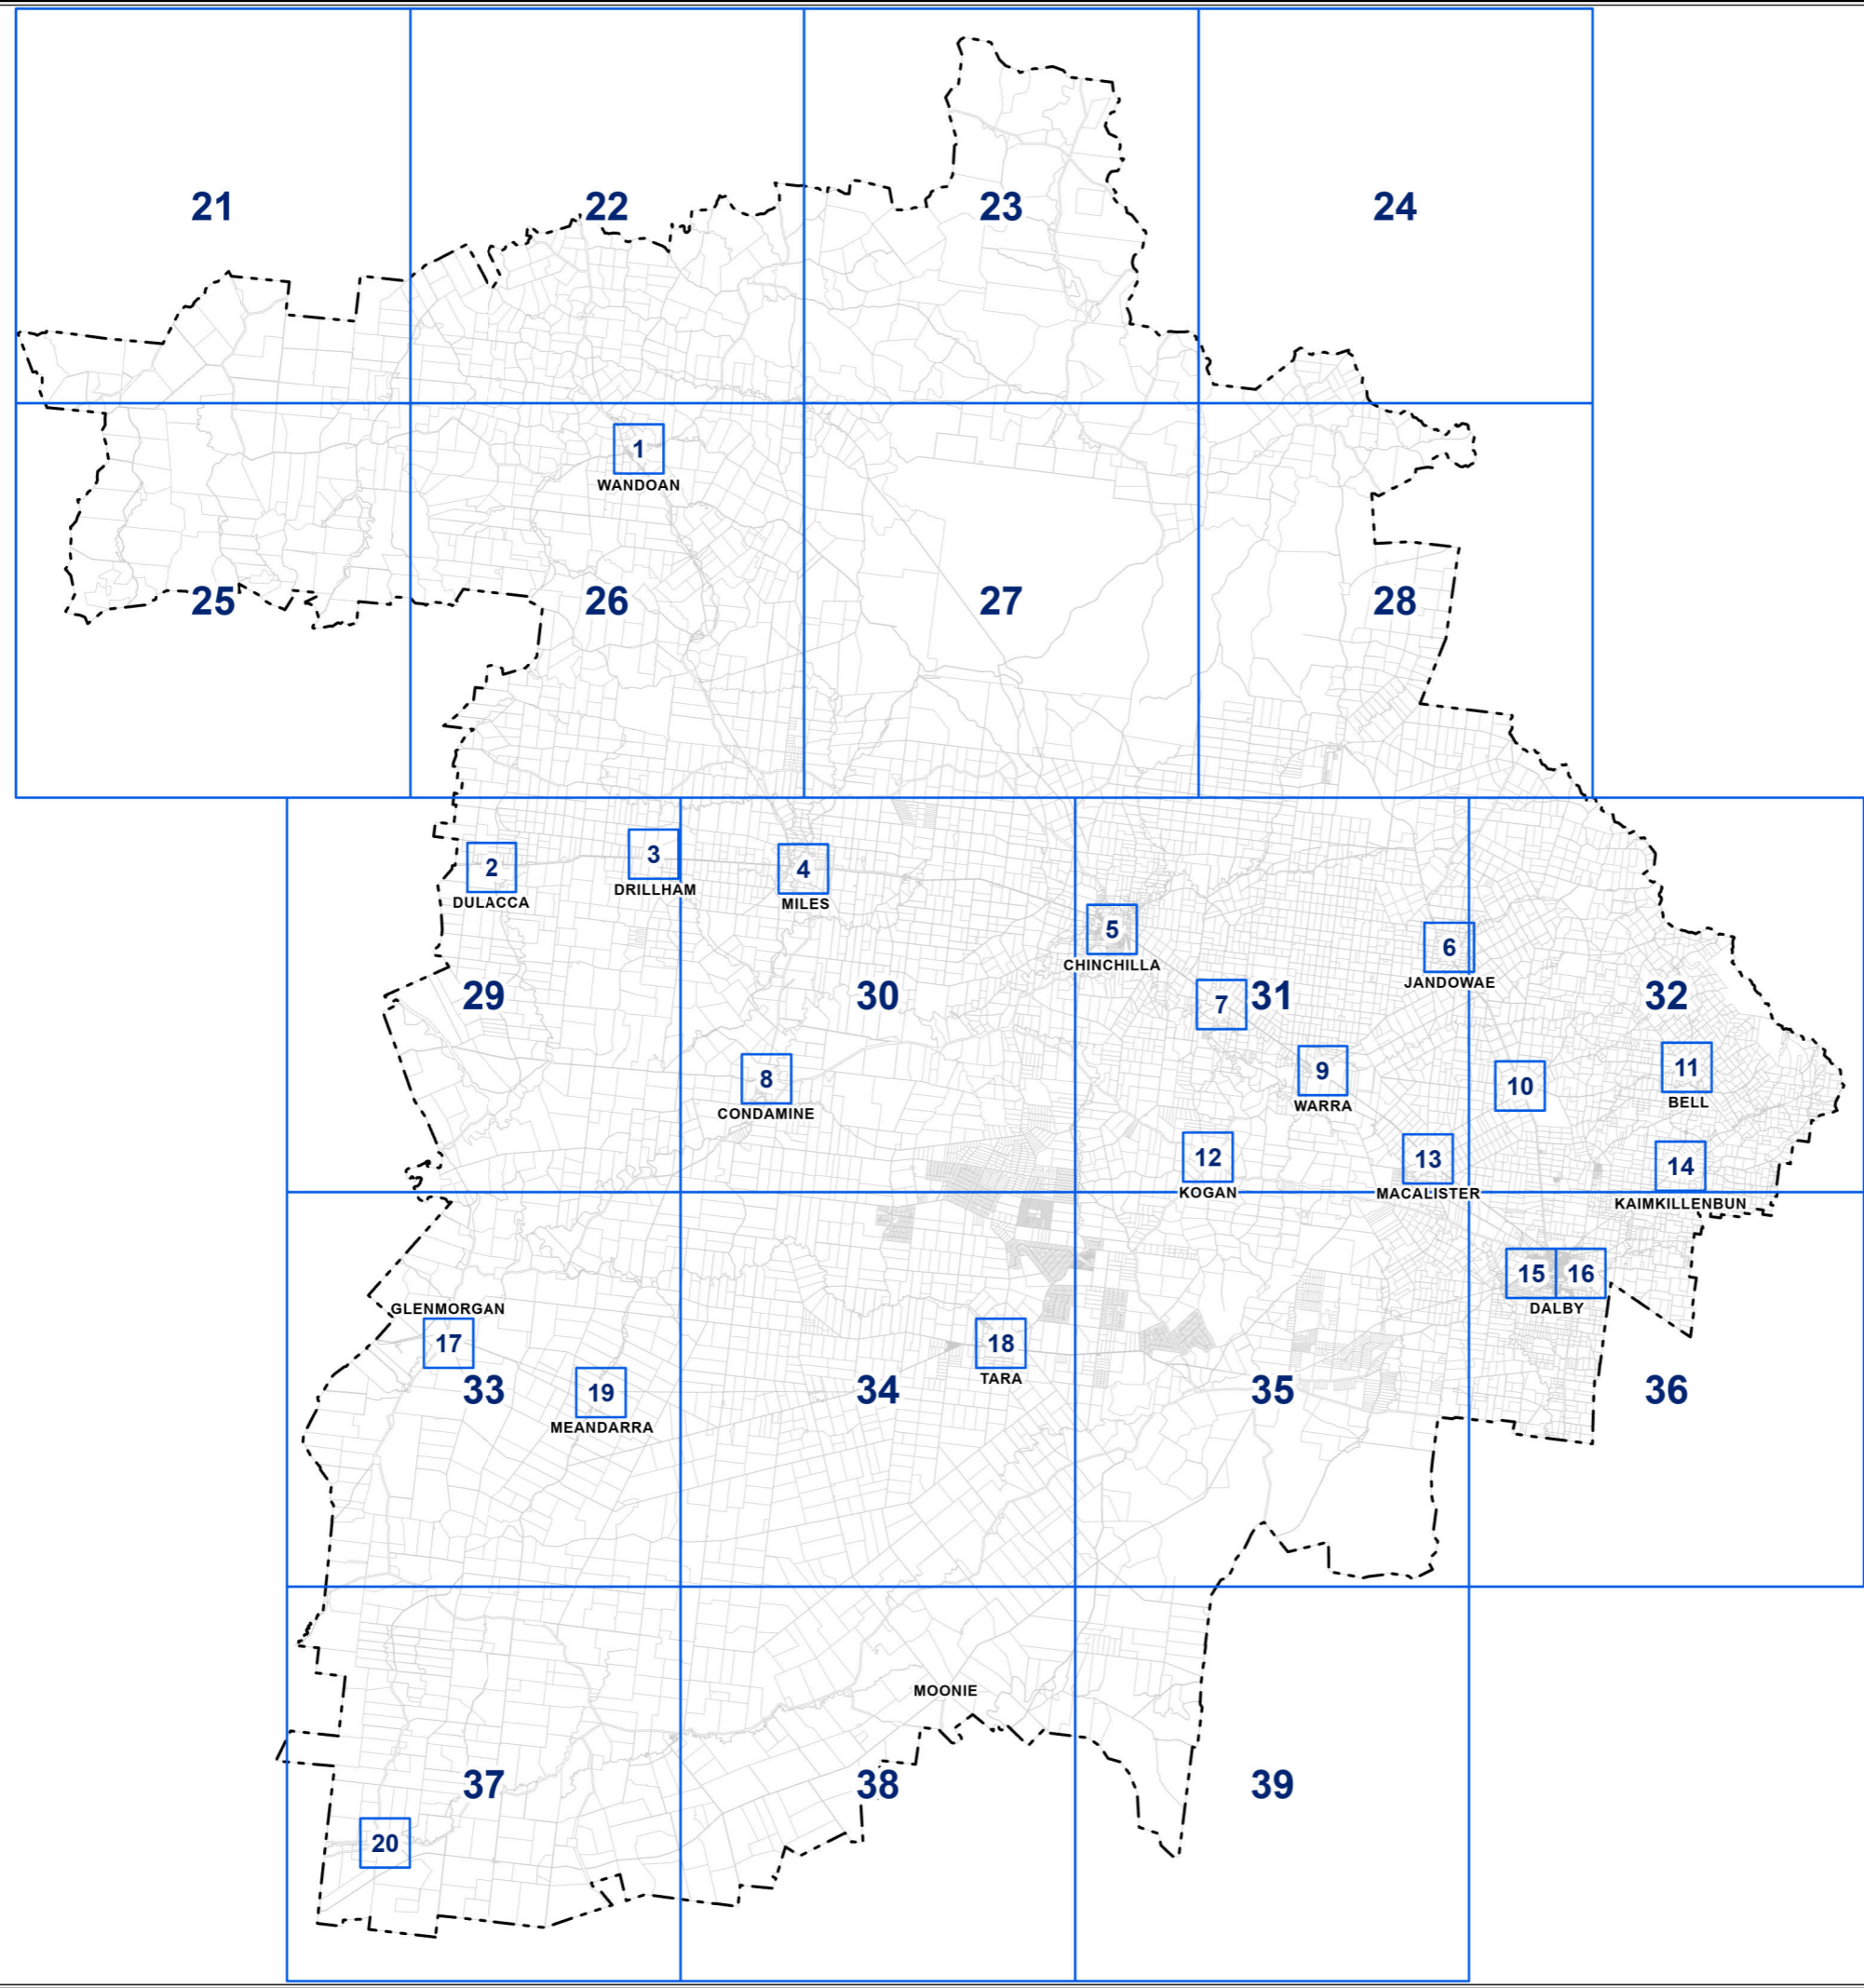 21
22
23
24
1
WANDOAN
25
26
27
28
2
DULACCA
3
DRILLHAM
4
MILES
5
CHINCHILLA
6
JANDOWAE
29
30
7
31
32
8
CONDAMINE
9
WARRA
10
11
BELL
12
KOGAN
13
MACALISTER
14
KAIMKILLENBUN
15
16
DALBY
GLENMORGAN
17
18
TARA
33
19
MEANDARRA
34
35
36
MOONIE
37
38
39
20